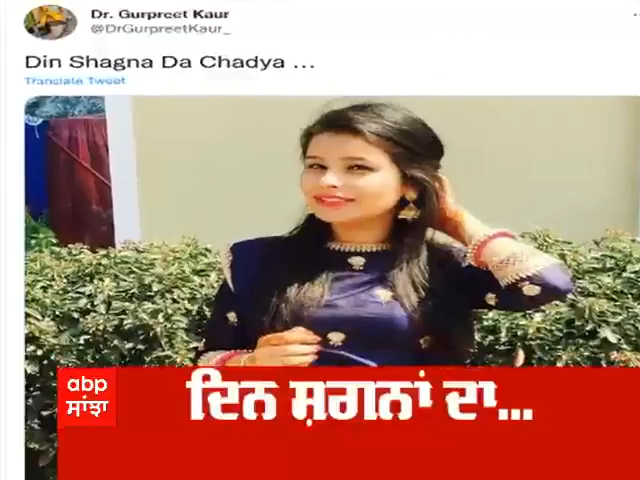 Dr. Gurpreet Kaur
@DrGurpreetKaur_
Din Shagna Da Chadya ...
Translate Tweet
abp
ਸਾਂਝਾ
ਦਿਨ ਸ਼ਗਨਾਂ ਦਾ...